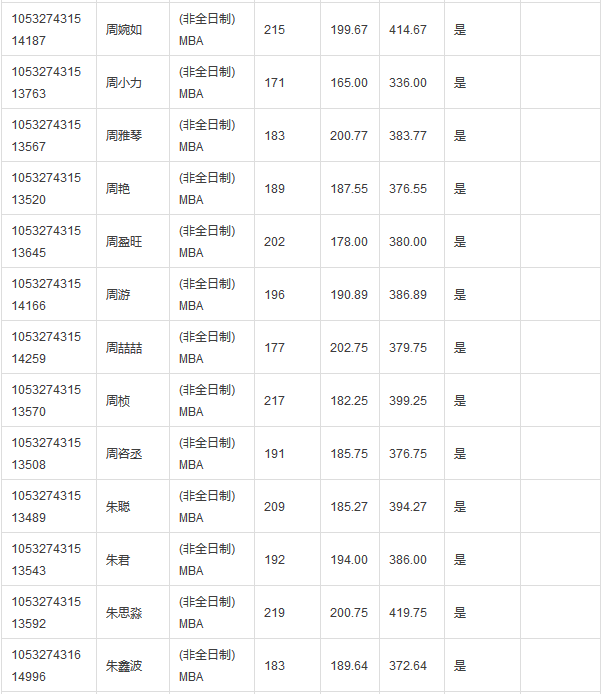 1053274315
14187
周婉如
(非全日制)
MBA
215
199.67
414.67
是
1053274315
13763
周小力
(非全日制)
MBA
171
165.00
336.00
是
1053274315
13567
周雅琴
(非全日制)
MBA
183
200.77
383.77
是
1053274315
13520
周艳
(非全日制)
MBA
189
187.55
376.55
是
1053274315
13645
周盈旺
(非全日制)
MBA
202
178.00
380.00
是
1053274315
14166
周游
(非全日制)
MBA
196
190.89
386.89
是
1053274315
14259
周喆喆
(非全日制)
MBA
177
202.75
379.75
是
1053274315
13570
周桢
(非全日制)
MBA
217
182.25
399.25
是
1053274315
13508
周咨丞
(非全日制)
MBA
191
185.75
376.75
是
1053274315
13489
朱聪
(非全日制)
MBA
209
185.27
394.27
是
1053274315
13543
朱君
(非全日制)
MBA
192
194.00
386.00
是
1053274315
13592
朱思淼
(非全日制)
MBA
219
200.75
419.75
是
1053274316
14996
朱鑫波
(非全日制)
MBA
183
189.64
372.64
是